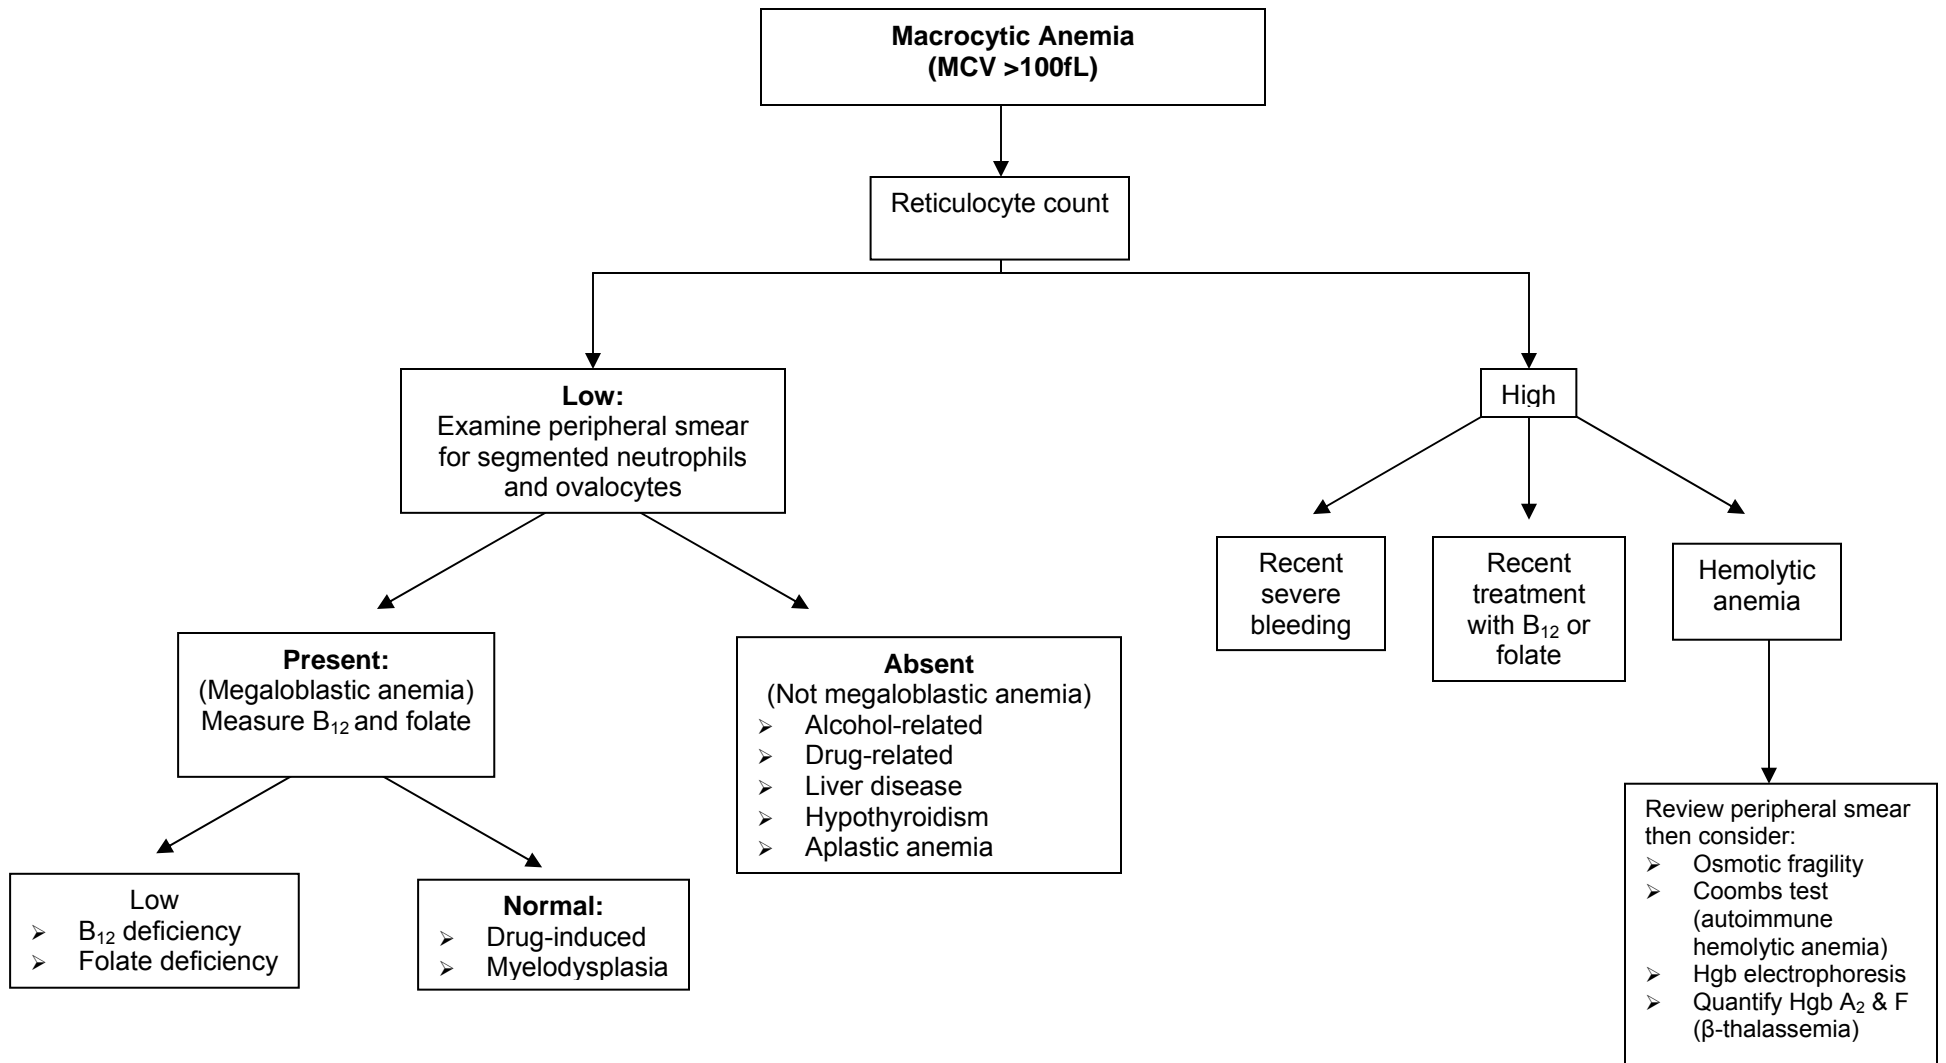 Macrocytic Anemia
(MCV >100fL)
Reticulocyte count
Low:
Examine peripheral smear
for segmented neutrophils
and ovalocytes
High
Present:
(Megaloblastic anemia)
Measure B₁₂ and folate
Absent
(Not megaloblastic anemia)
➢ Alcohol-related
➢ Drug-related
➢ Liver disease
➢ Hypothyroidism
➢ Aplastic anemia
Recent
severe
bleeding
Recent
treatment
with B₁₂ or
folate
Hemolytic
anemia
Low
➢ B₁₂ deficiency
➢ Folate deficiency
Normal:
➢ Drug-induced
➢ Myelodysplasia
Review peripheral smear
then consider:
➢ Osmotic fragility
➢ Coombs test
(autoimmune
hemolytic anemia)
➢ Hgb electrophoresis
➢ Quantify Hgb A₂ & F
(β-thalassemia)